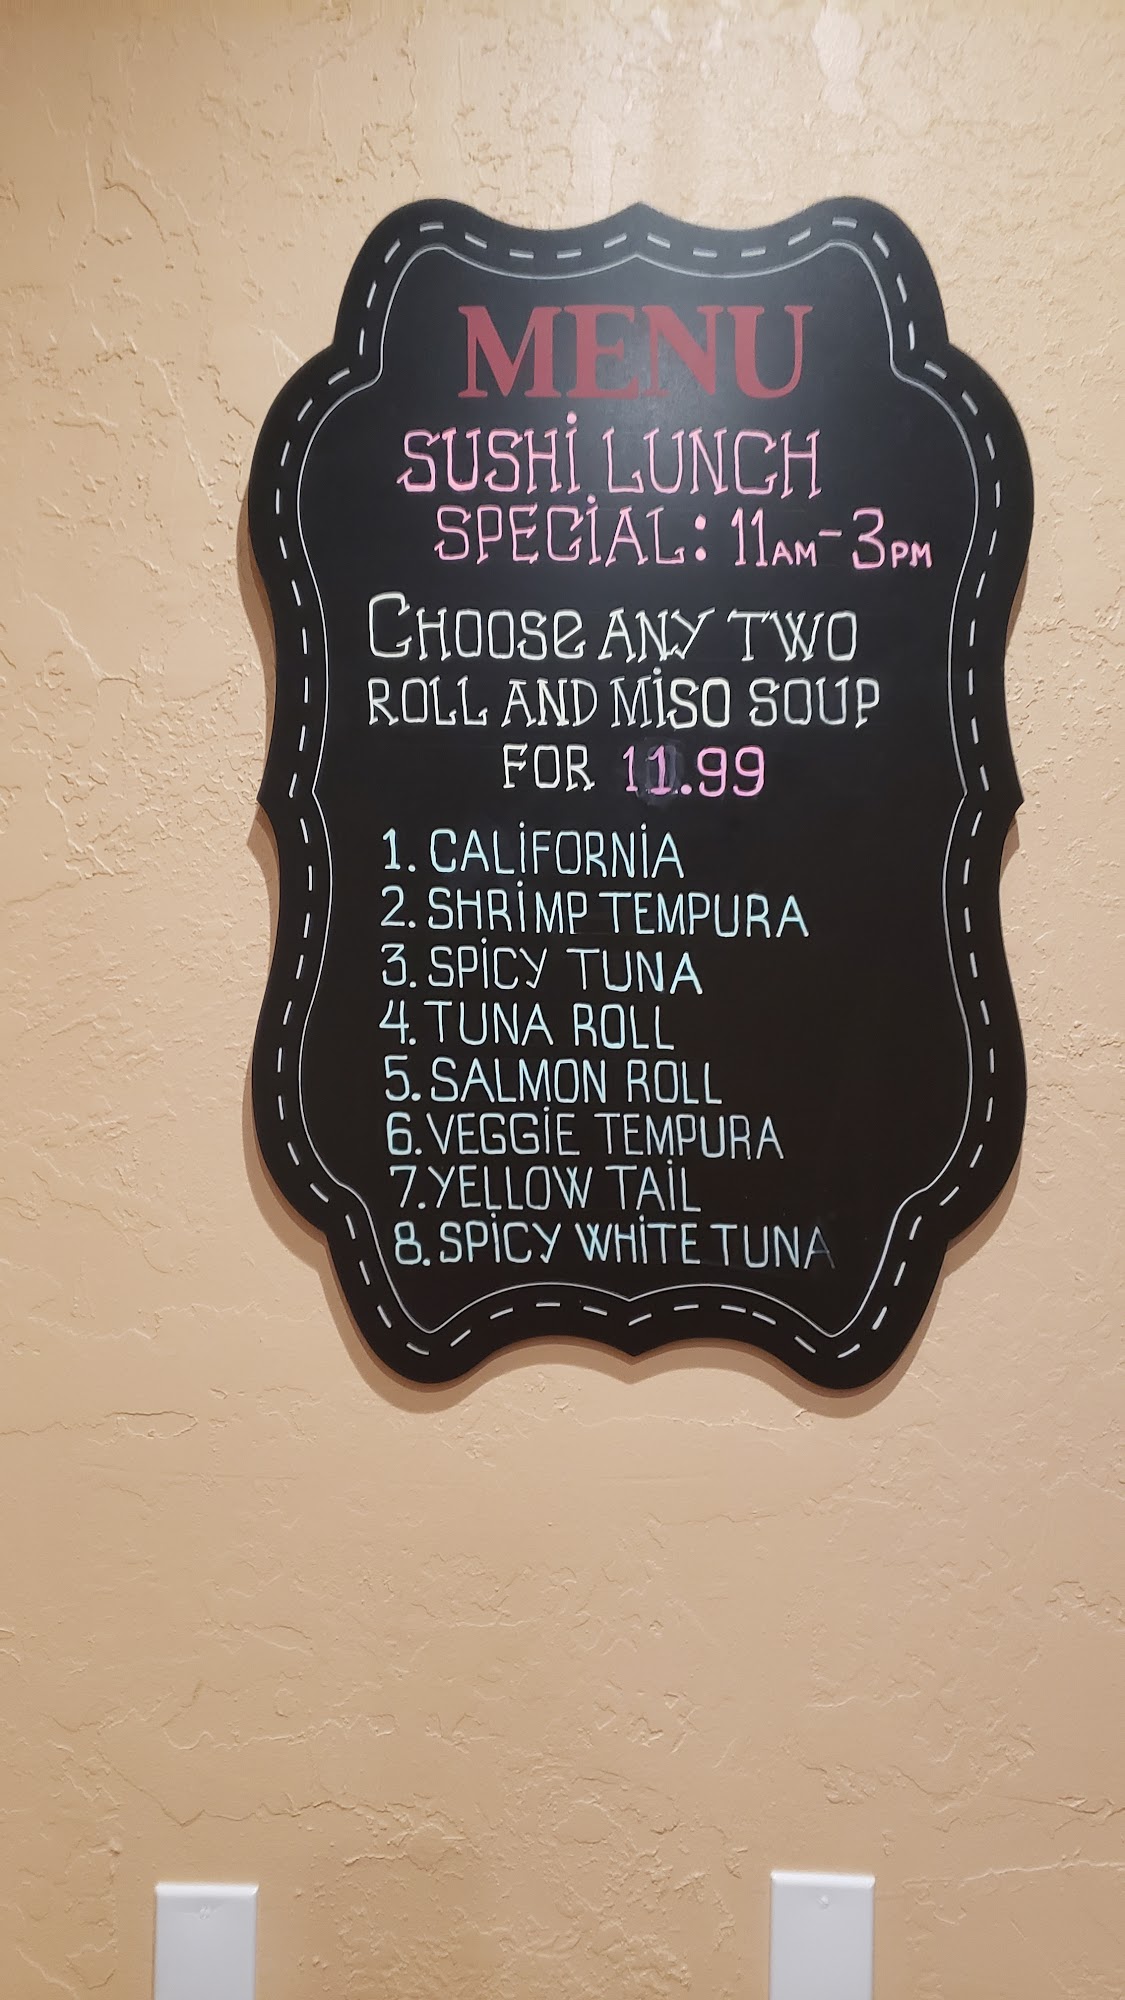 MENU
SUSHI LUNCH
SPECIAL: 11AM-3PM
CHOOSE ANY TWO
ROLL AND MISO SOUP
FOR 11.99
1. CALIFORNIA
2. SHRIMP TEMPURA
3. SPICY TUNA
4. TUNA ROLL
5. SALMON ROLL
6. VEGGIE TEMPURA
7. YELLOW TAIL
8. SPICY WHITE TUNA